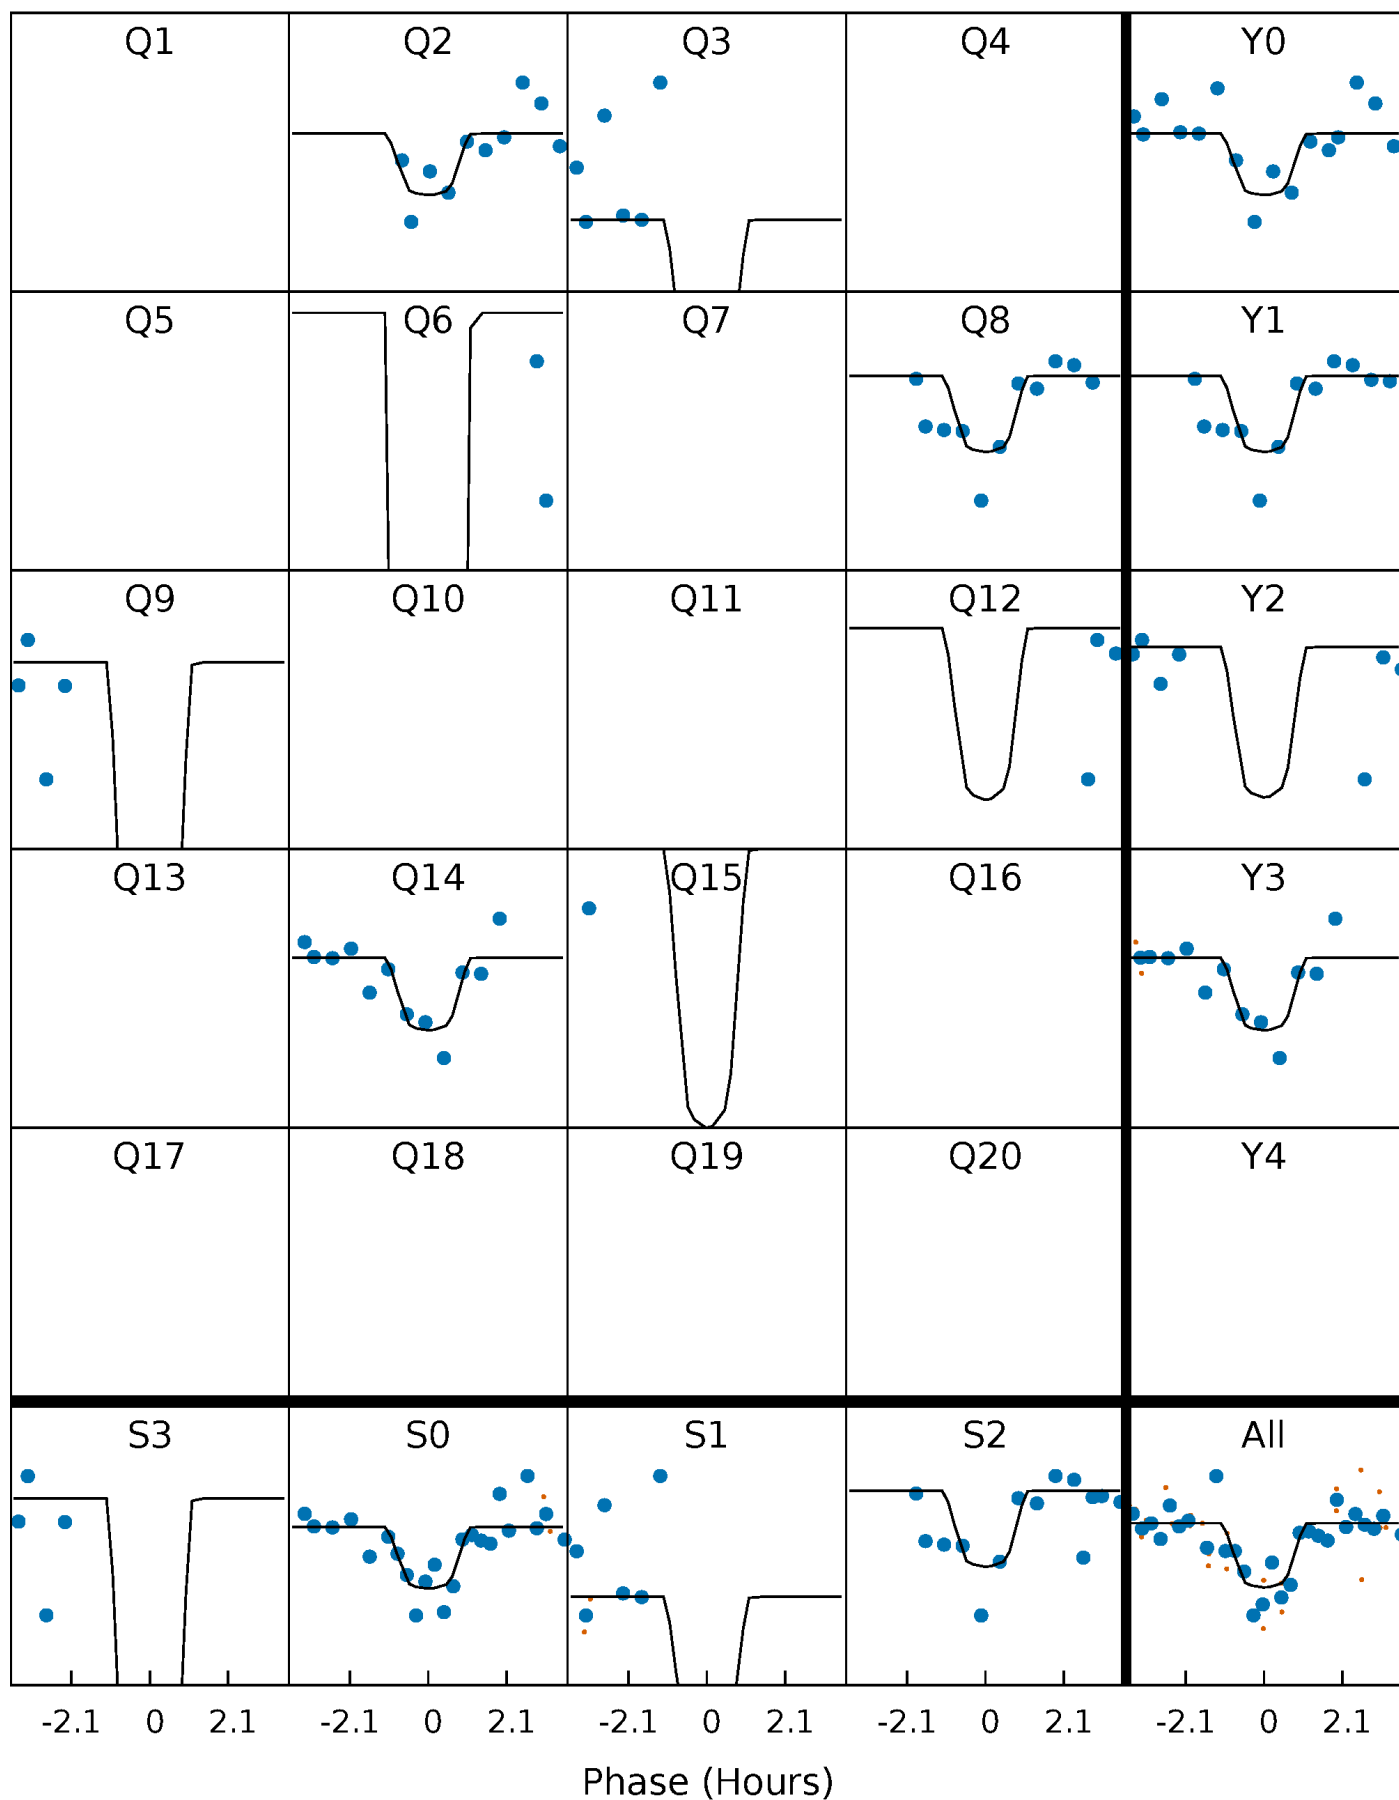 Q1 Q2 Q3 Q4 Y0
Q5 Q6 Q7 Q8 Y1
Q9 Q10 Q11 Q12 Y2
Q13 Q14 Q15 Q16 Y3
Q17 Q18 Q19 Q20 Y4
S3 S0 S1 S2 All
-2.1 0 2.1 -2.1 0 2.1 -2.1 0 2.1 -2.1 0 2.1 -2.1 0 2.1
Phase (Hours)